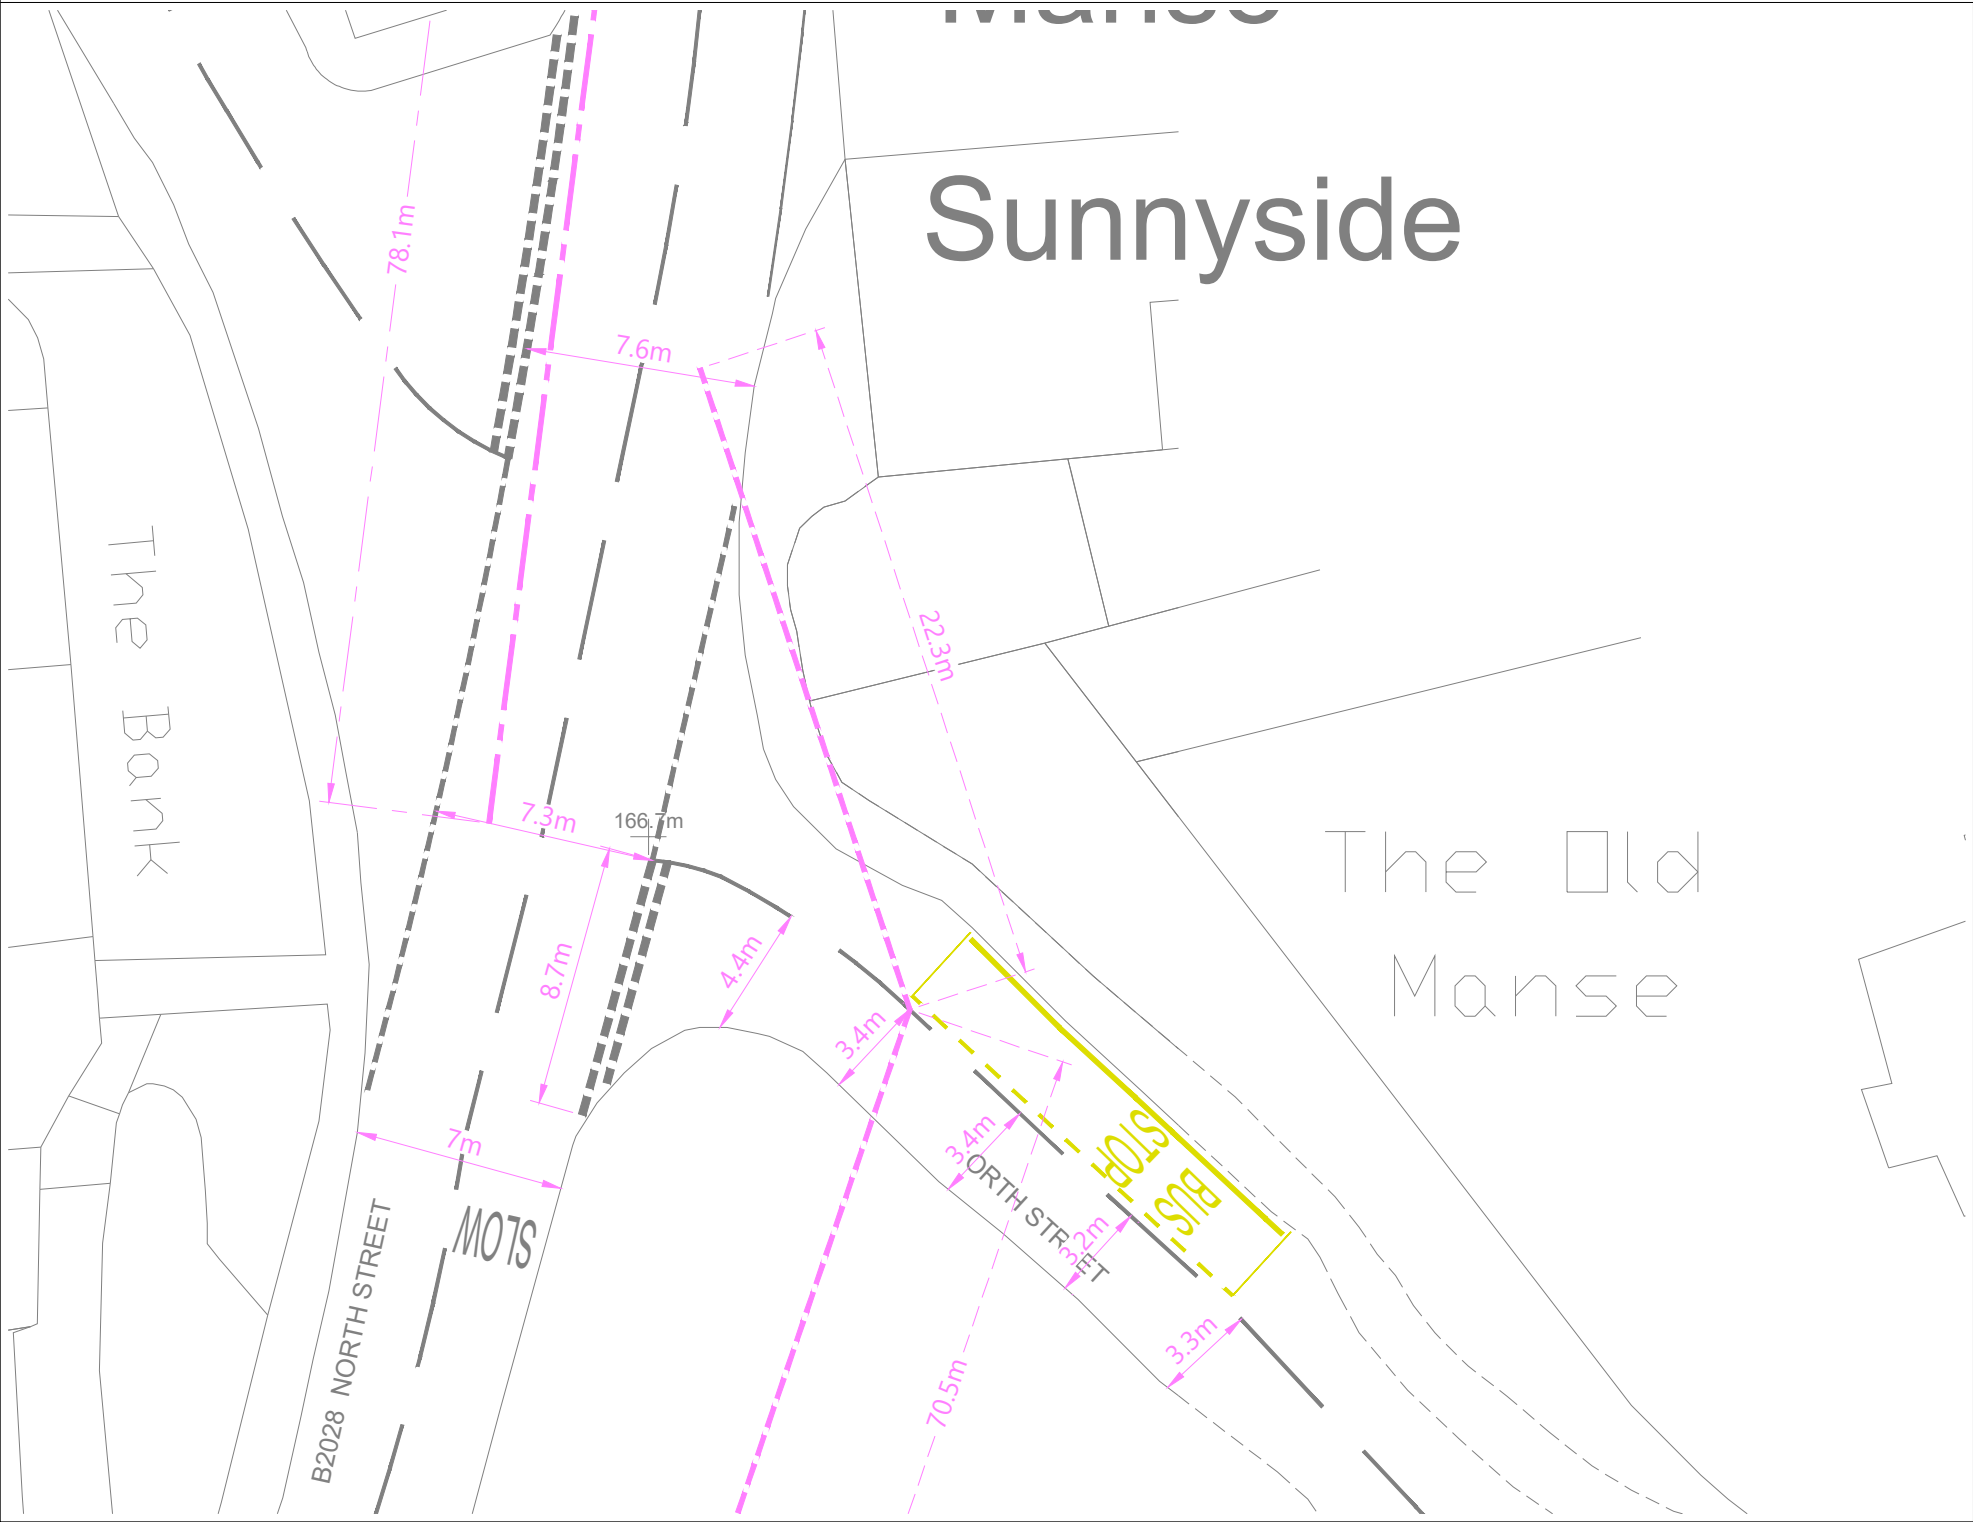 Manse
Sunnyside
78.1m
7.6m
22.3m
The Bank
7.3m
166.7m
The Old
Manse
8.7m
4.4m
3.4m
3.4m
BUS
STOP
7m
SLOW
ORTH STREET
3.2m
3.3m
70.5m
B2028 NORTH STREET